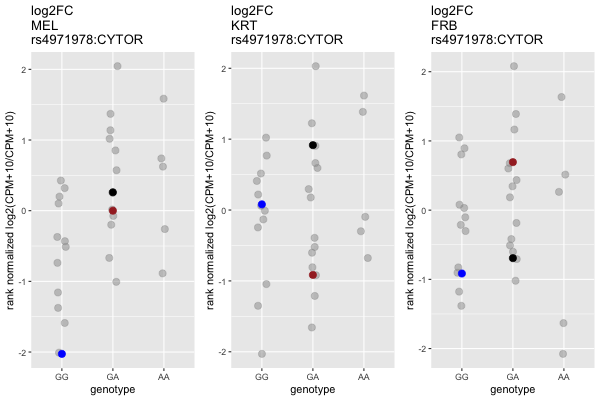 log2FC
MEL
rs4971978:CYTOR
rank normalized log2(CPM+10/CPM+10)
2
1
0
-1
-2
GG
GA
AA
genotype
log2FC
KRT
rs4971978:CYTOR
rank normalized log2(CPM+10/CPM+10)
2
1
0
-1
-2
GG
GA
AA
genotype
log2FC
FRB
rs4971978:CYTOR
rank normalized log2(CPM+10/CPM+10)
2
1
0
-1
-2
GG
GA
AA
genotype